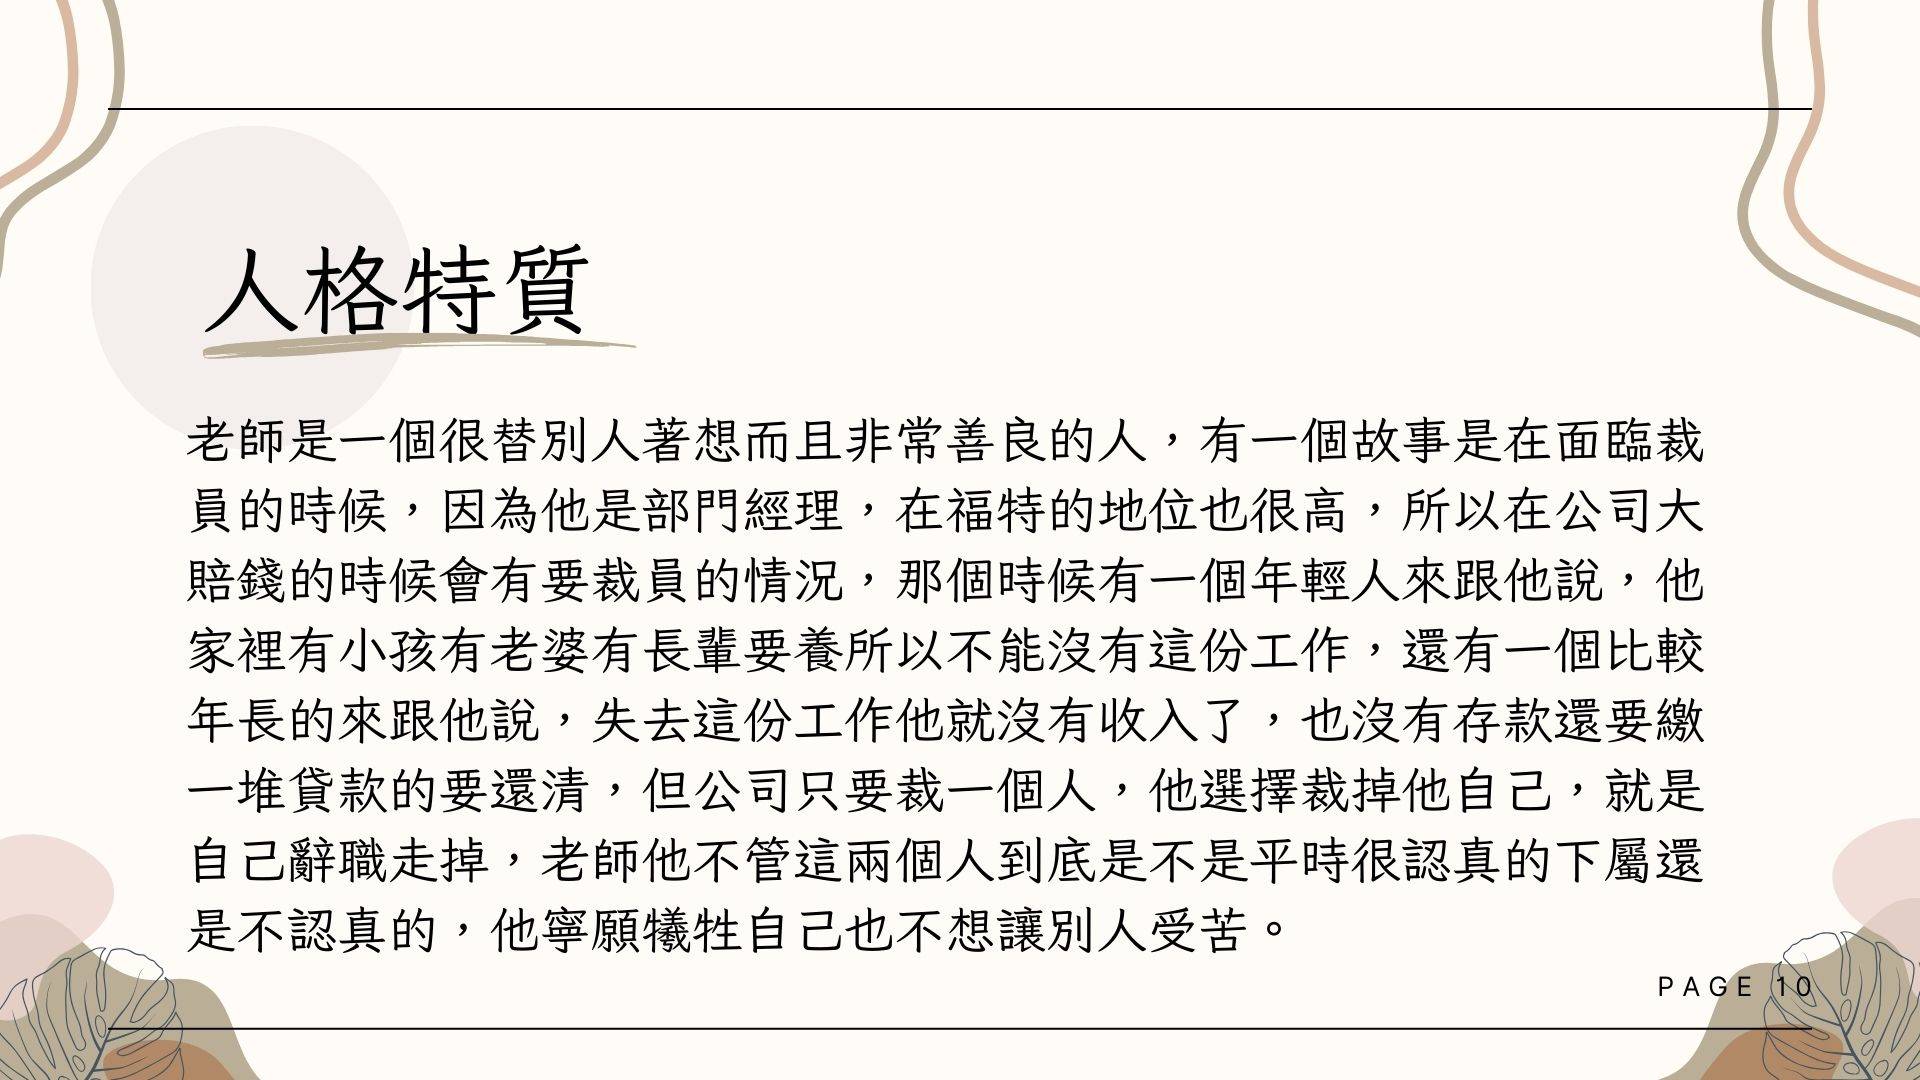 人格特質
老師是一個很替別人著想而且非常善良的人，有一個故事是在面臨裁
員的時候，因為他是部門經理，在福特的地位也很高，所以在公司大
賠錢的時候會有要裁員的情況，那個時候有一個年輕人來跟他說，他
家裡有小孩有老婆有長輩要養所以不能沒有這份工作，還有一個比較
年長的來跟他說，失去這份工作他就沒有收入了，也沒有存款還要繳
一堆貸款的要還清，但公司只要裁一個人，他選擇裁掉他自己，就是
自己辭職走掉，老師他不管這兩個人到底是不是平時很認真的下屬還
是不認真的，他寧願犧牲自己也不想讓別人受苦。
PAGE 10